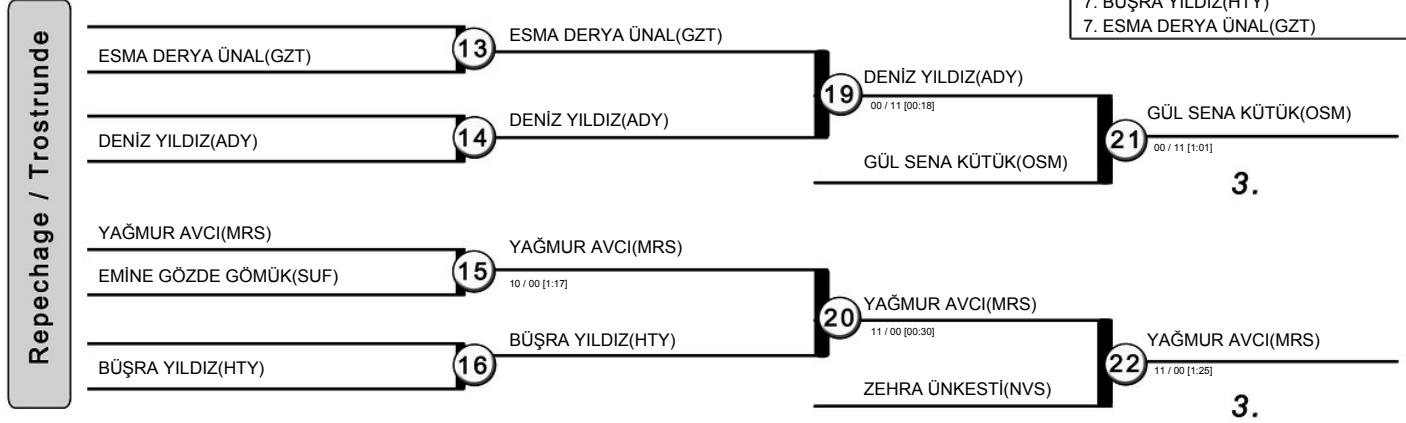 7. BÜŞRA YILDIZ(HTY)
7. ESMA DERYA ÜNAL(GZT)
Repechage / Trostrunde
ESMA DERYA ÜNAL(GZT)
13
ESMA DERYA ÜNAL(GZT)
DENİZ YILDIZ(ADY)
14
DENİZ YILDIZ(ADY)
19
DENİZ YILDIZ(ADY)
00 / 11 [00:18]
GÜL SENA KÜTÜK(OSM)
21
GÜL SENA KÜTÜK(OSM)
00 / 11 [1:01]
3.
YAĞMUR AVCI(MRS)
EMİNE GÖZDE GÖMÜK(SUF)
15
YAĞMUR AVCI(MRS)
10 / 00 [1:17]
BÜŞRA YILDIZ(HTY)
16
BÜŞRA YILDIZ(HTY)
20
YAĞMUR AVCI(MRS)
11 / 00 [00:30]
ZEHRA ÜNKESTİ(NVS)
22
YAĞMUR AVCI(MRS)
11 / 00 [1:25]
3.